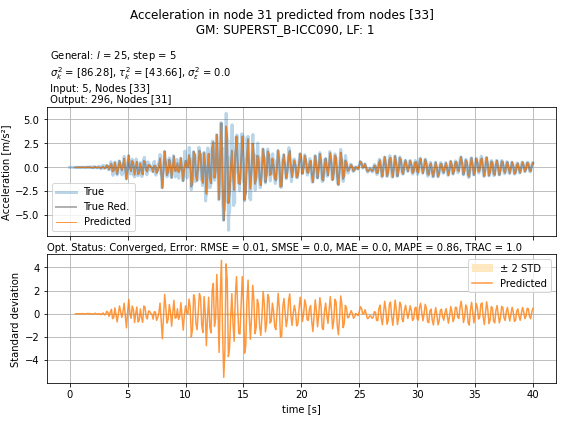 Acceleration in node 31 predicted from nodes [33]
GM: SUPERST_B-ICC090, LF: 1
General: l = 25, step = 5
σ²ₖ = [86.28], τ²ₖ = [43.66], σ²ε = 0.0
Input: 5, Nodes [33]
Output: 296, Nodes [31]
Acceleration [m/s²]
5.0
2.5
0.0
−2.5
−5.0
True
True Red.
Predicted
Opt. Status: Converged, Error: RMSE = 0.01, SMSE = 0.0, MAE = 0.0, MAPE = 0.86, TRAC = 1.0
Standard deviation
4
2
0
−2
−4
± 2 STD
Predicted
0 5 10 15 20 25 30 35 40
time [s]